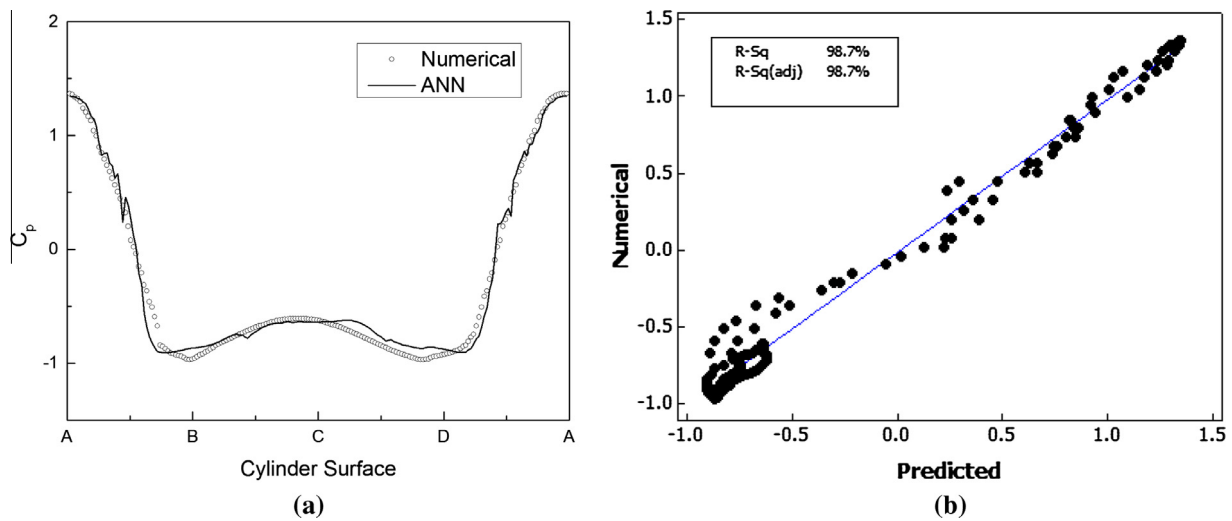 2
1
0
-1
C_p
Numerical
ANN
A
B
C
D
A
Cylinder Surface
(a)
1.5
1.0
0.5
0.0
-0.5
-1.0
Numerical
R-Sq 98.7%
R-Sq(adj) 98.7%
-1.0
-0.5
0.0
0.5
1.0
1.5
Predicted
(b)